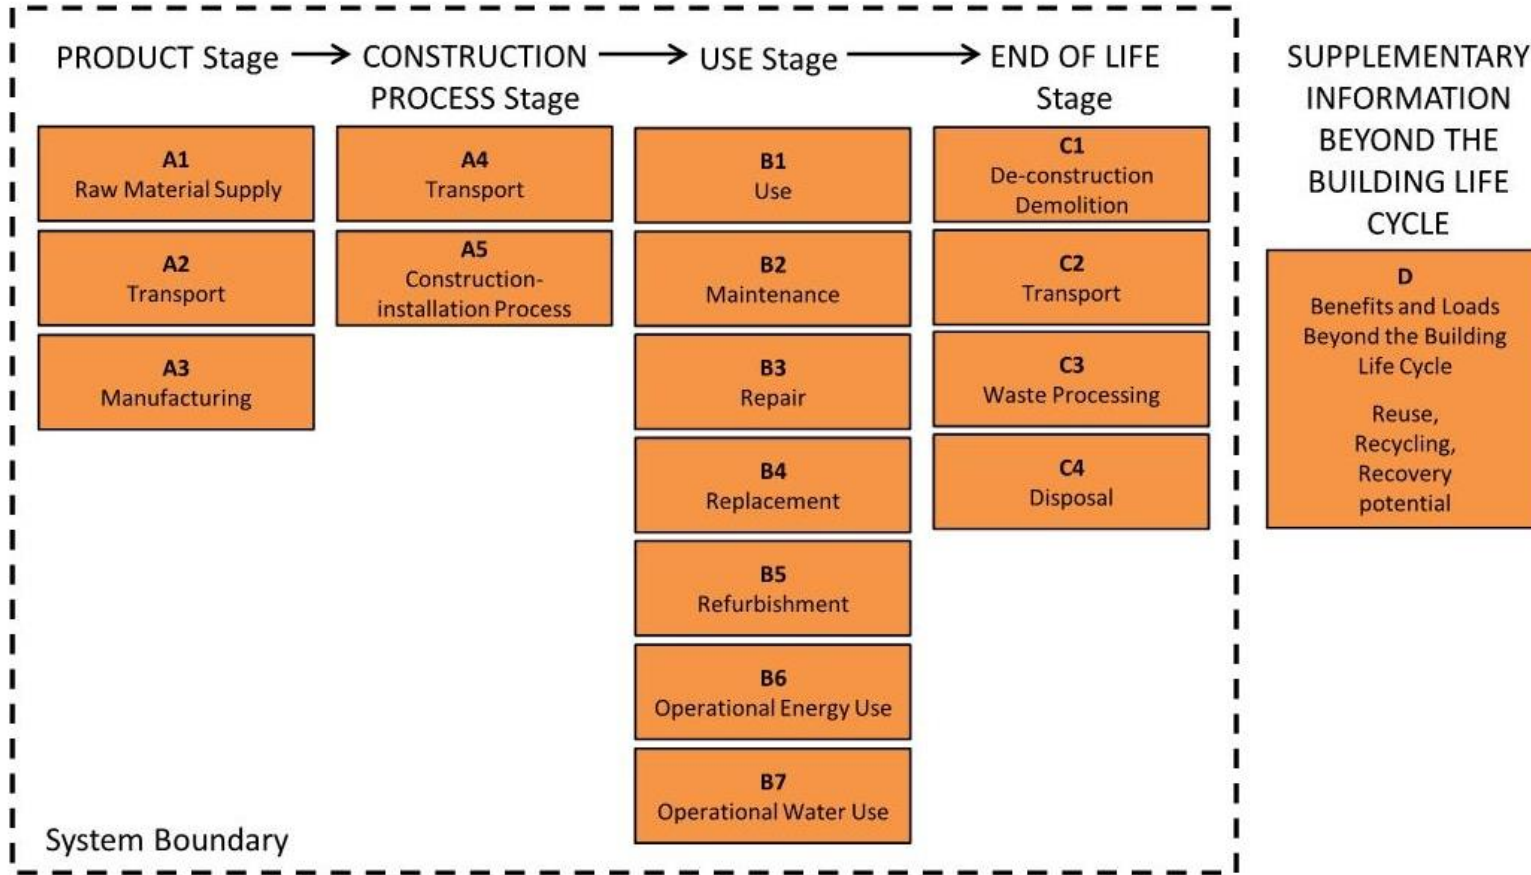 PRODUCT Stage
CONSTRUCTION
PROCESS Stage
USE Stage
END OF LIFE
Stage
SUPPLEMENTARY
INFORMATION
BEYOND THE
BUILDING LIFE
CYCLE
A1
Raw Material Supply
A2
Transport
A3
Manufacturing
A4
Transport
A5
Construction-
installation Process
B1
Use
B2
Maintenance
B3
Repair
B4
Replacement
B5
Refurbishment
B6
Operational Energy Use
B7
Operational Water Use
C1
De-construction
Demolition
C2
Transport
C3
Waste Processing
C4
Disposal
D
Benefits and Loads
Beyond the Building
Life Cycle
Reuse,
Recycling,
Recovery
potential
System Boundary